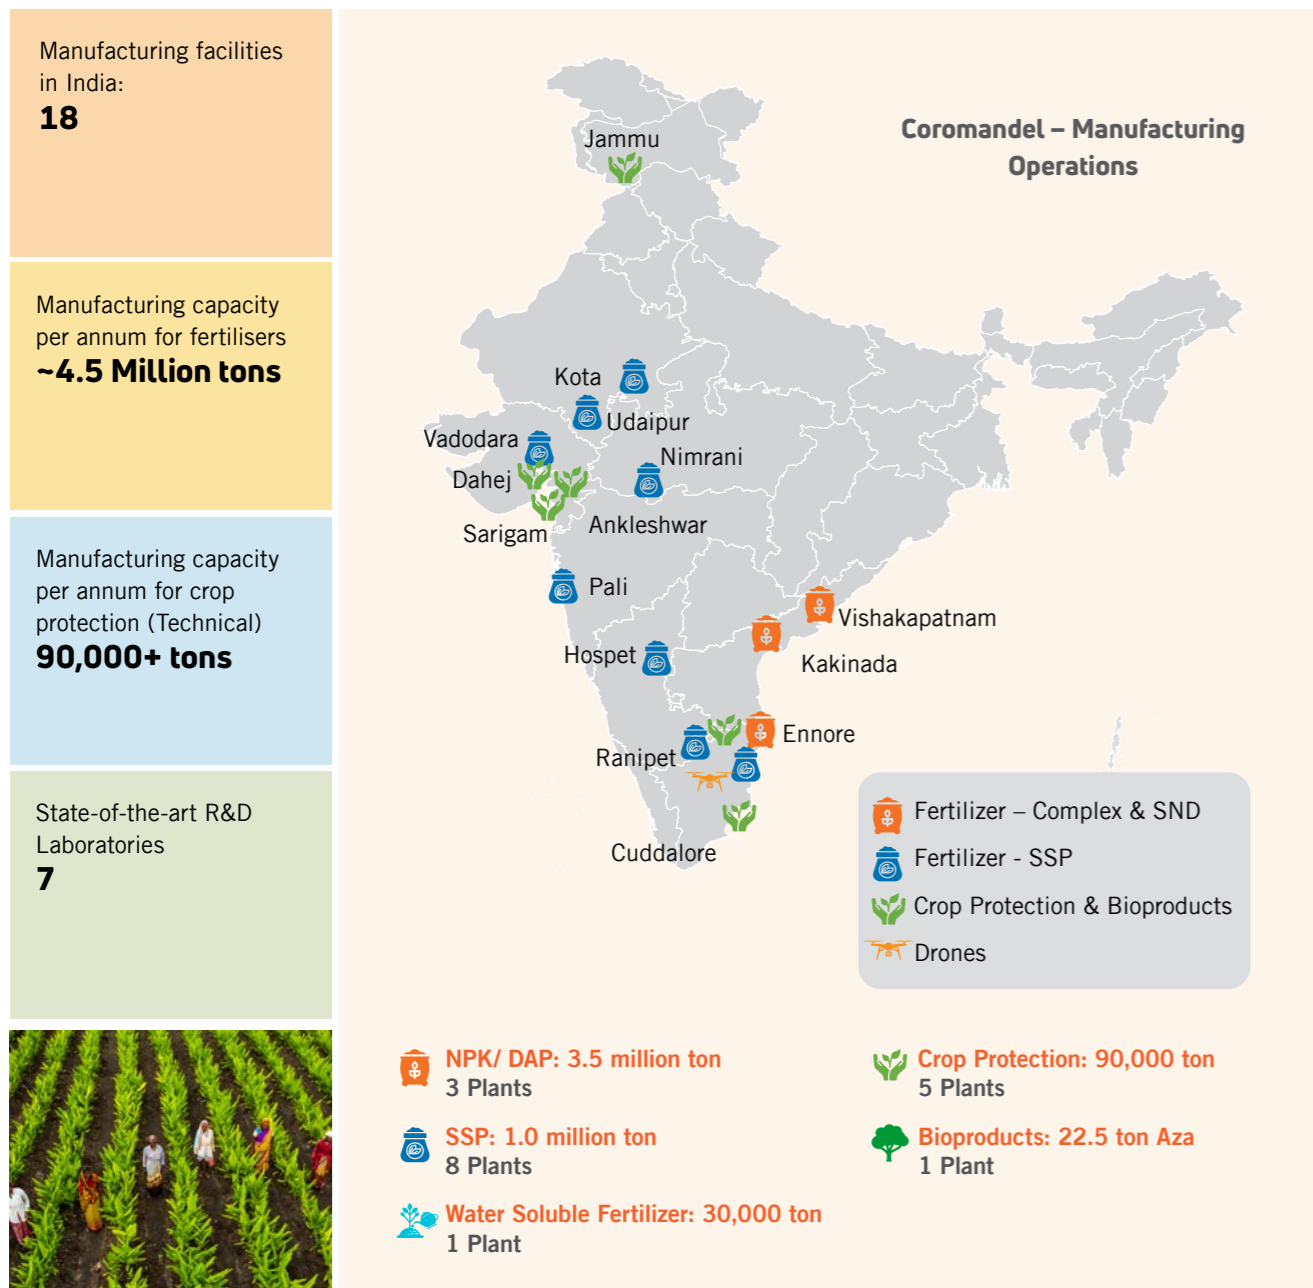 Manufacturing facilities
in India:
18
Manufacturing capacity
per annum for fertilisers
~4.5 Million tons
Manufacturing capacity
per annum for crop
protection (Technical)
90,000+ tons
State-of-the-art R&D
Laboratories
7
Coromandel – Manufacturing
Operations
Jammu
Kota
Udaipur
Vadodara
Nimrani
Dahej
Ankleshwar
Sarigam
Pali
Vishakapatnam
Hospet
Kakinada
Ennore
Ranipet
Cuddalore
Fertilizer – Complex & SND
Fertilizer - SSP
Crop Protection & Bioproducts
Drones
NPK/ DAP: 3.5 million ton
3 Plants
SSP: 1.0 million ton
8 Plants
Water Soluble Fertilizer: 30,000 ton
1 Plant
Crop Protection: 90,000 ton
5 Plants
Bioproducts: 22.5 ton Aza
1 Plant